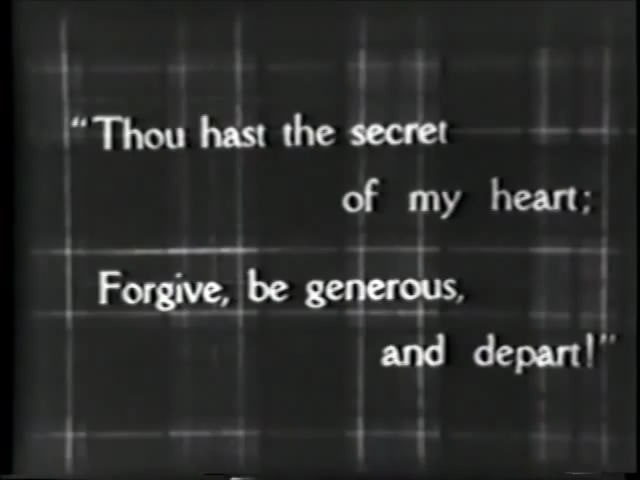 “Thou hast the secret
of my heart;
Forgive, be generous,
and depart!”